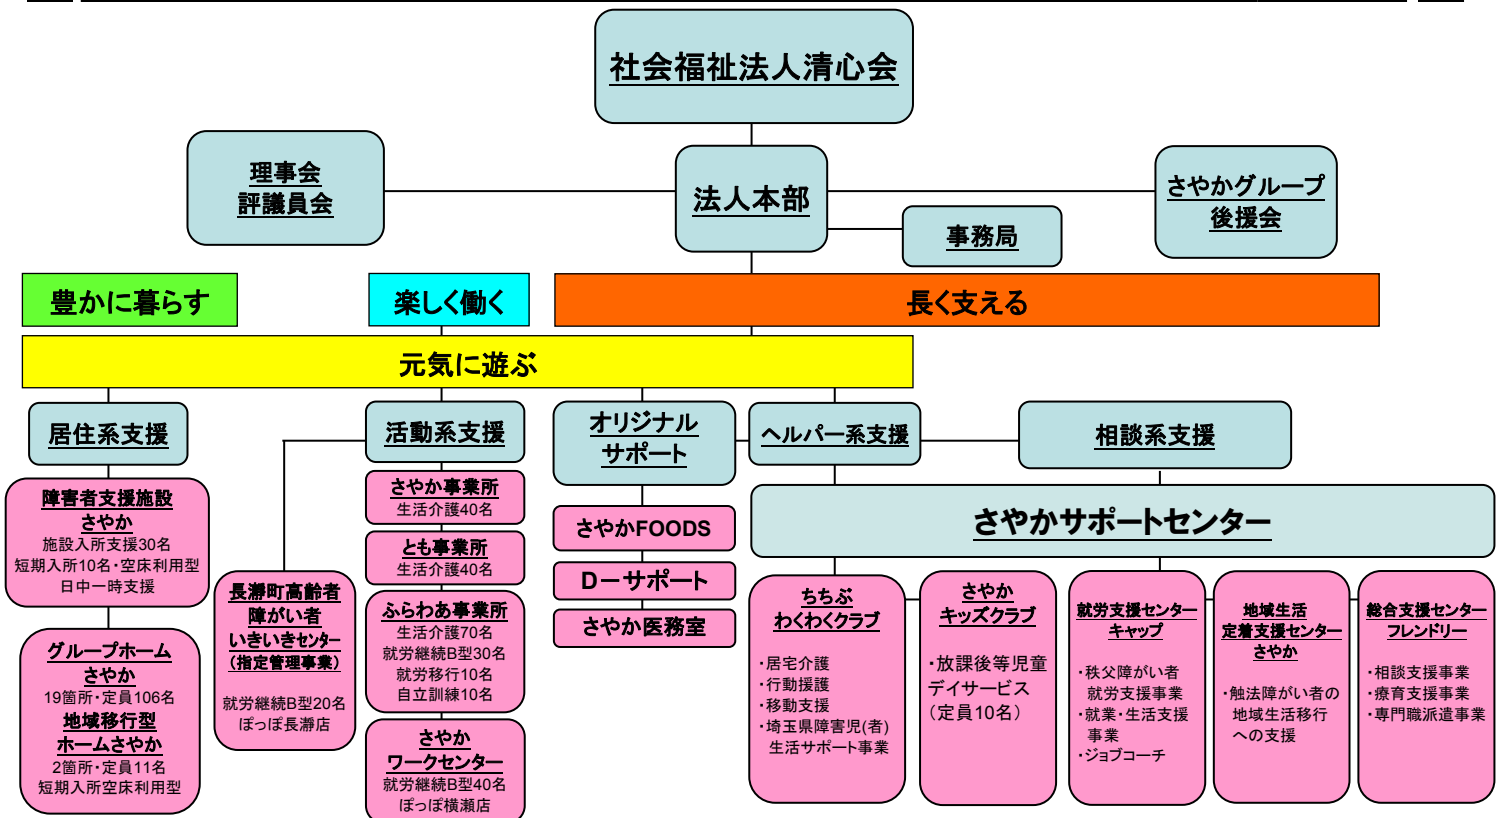 社会福祉法人清心会
理事会
評議員会
法人本部
さやかグループ
後援会
事務局
豊かに暮らす
楽しく働く
長く支える
元気に遊ぶ
居住系支援
活動系支援
オリジナル
サポート
ヘルパー系支援
相談系支援
障害者支援施設
さやか
施設入所支援30名
短期入所10名・空床利用型
日中一時支援
グループホーム
さやか
19箇所・定員106名
地域移行型
ホームさやか
2箇所・定員11名
短期入所空床利用型
長瀞町高齢者
障がい者
いきいきセンター
(指定管理事業)
就労継続B型20名
ぽっぽ長瀞店
さやか事業所
生活介護40名
とも事業所
生活介護40名
ふらわあ事業所
生活介護70名
就労継続B型30名
就労移行10名
自立訓練10名
さやか
ワークセンター
就労継続B型40名
ぽっぽ横瀬店
さやかFOODS
D－サポート
さやか医務室
さやかサポートセンター
ちちぶ
わくわくクラブ
・居宅介護
・行動援護
・移動支援
・埼玉県障害児(者)
生活サポート事業
さやか
キッズクラブ
・放課後等児童
デイサービス
（定員10名）
就労支援センター
キャップ
・秩父障がい者
就労支援事業
・就業・生活支援
事業
・ジョブコーチ
地域生活
定着支援センター
さやか
・触法障がい者の
地域生活移行
への支援
総合支援センター
フレンドリー
・相談支援事業
・療育支援事業
・専門職派遣事業